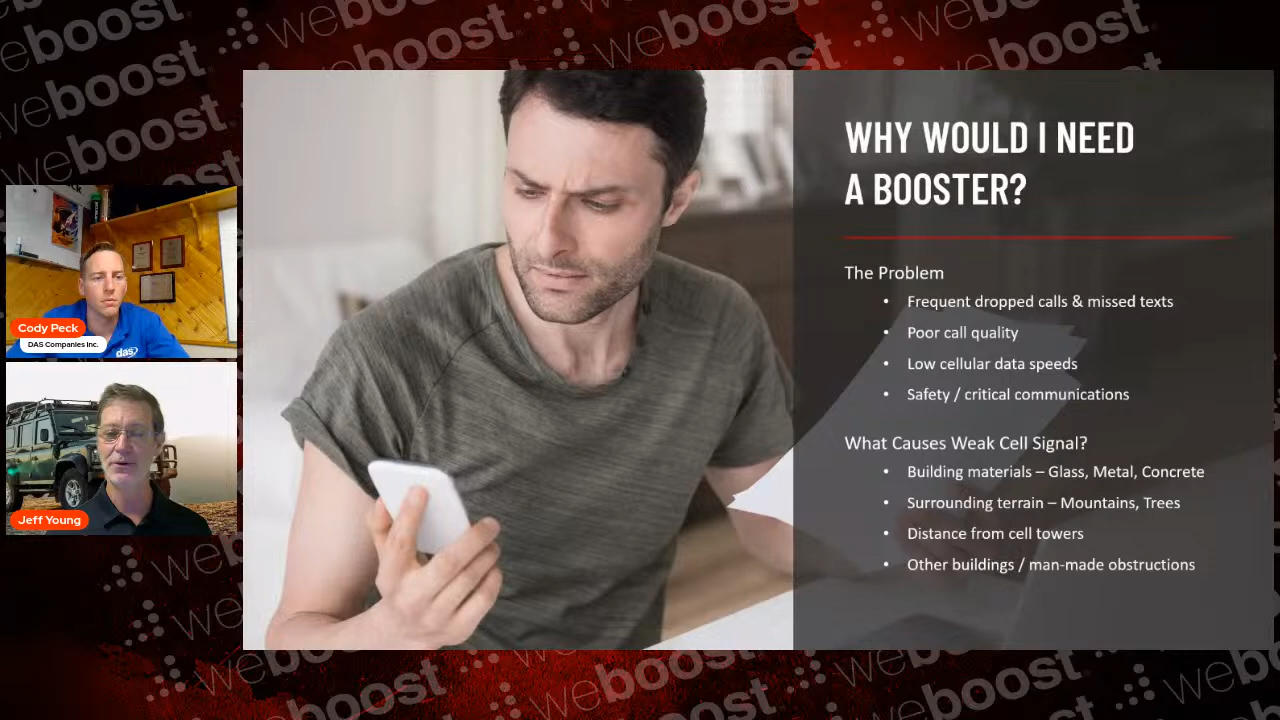 weboost
Cody Peck
DAS Companies Inc.
das
Jeff Young
WHY WOULD I NEED
A BOOSTER?
The Problem
• Frequent dropped calls & missed texts
• Poor call quality
• Low cellular data speeds
• Safety / critical communications
What Causes Weak Cell Signal?
• Building materials – Glass, Metal, Concrete
• Surrounding terrain – Mountains, Trees
• Distance from cell towers
• Other buildings / man-made obstructions